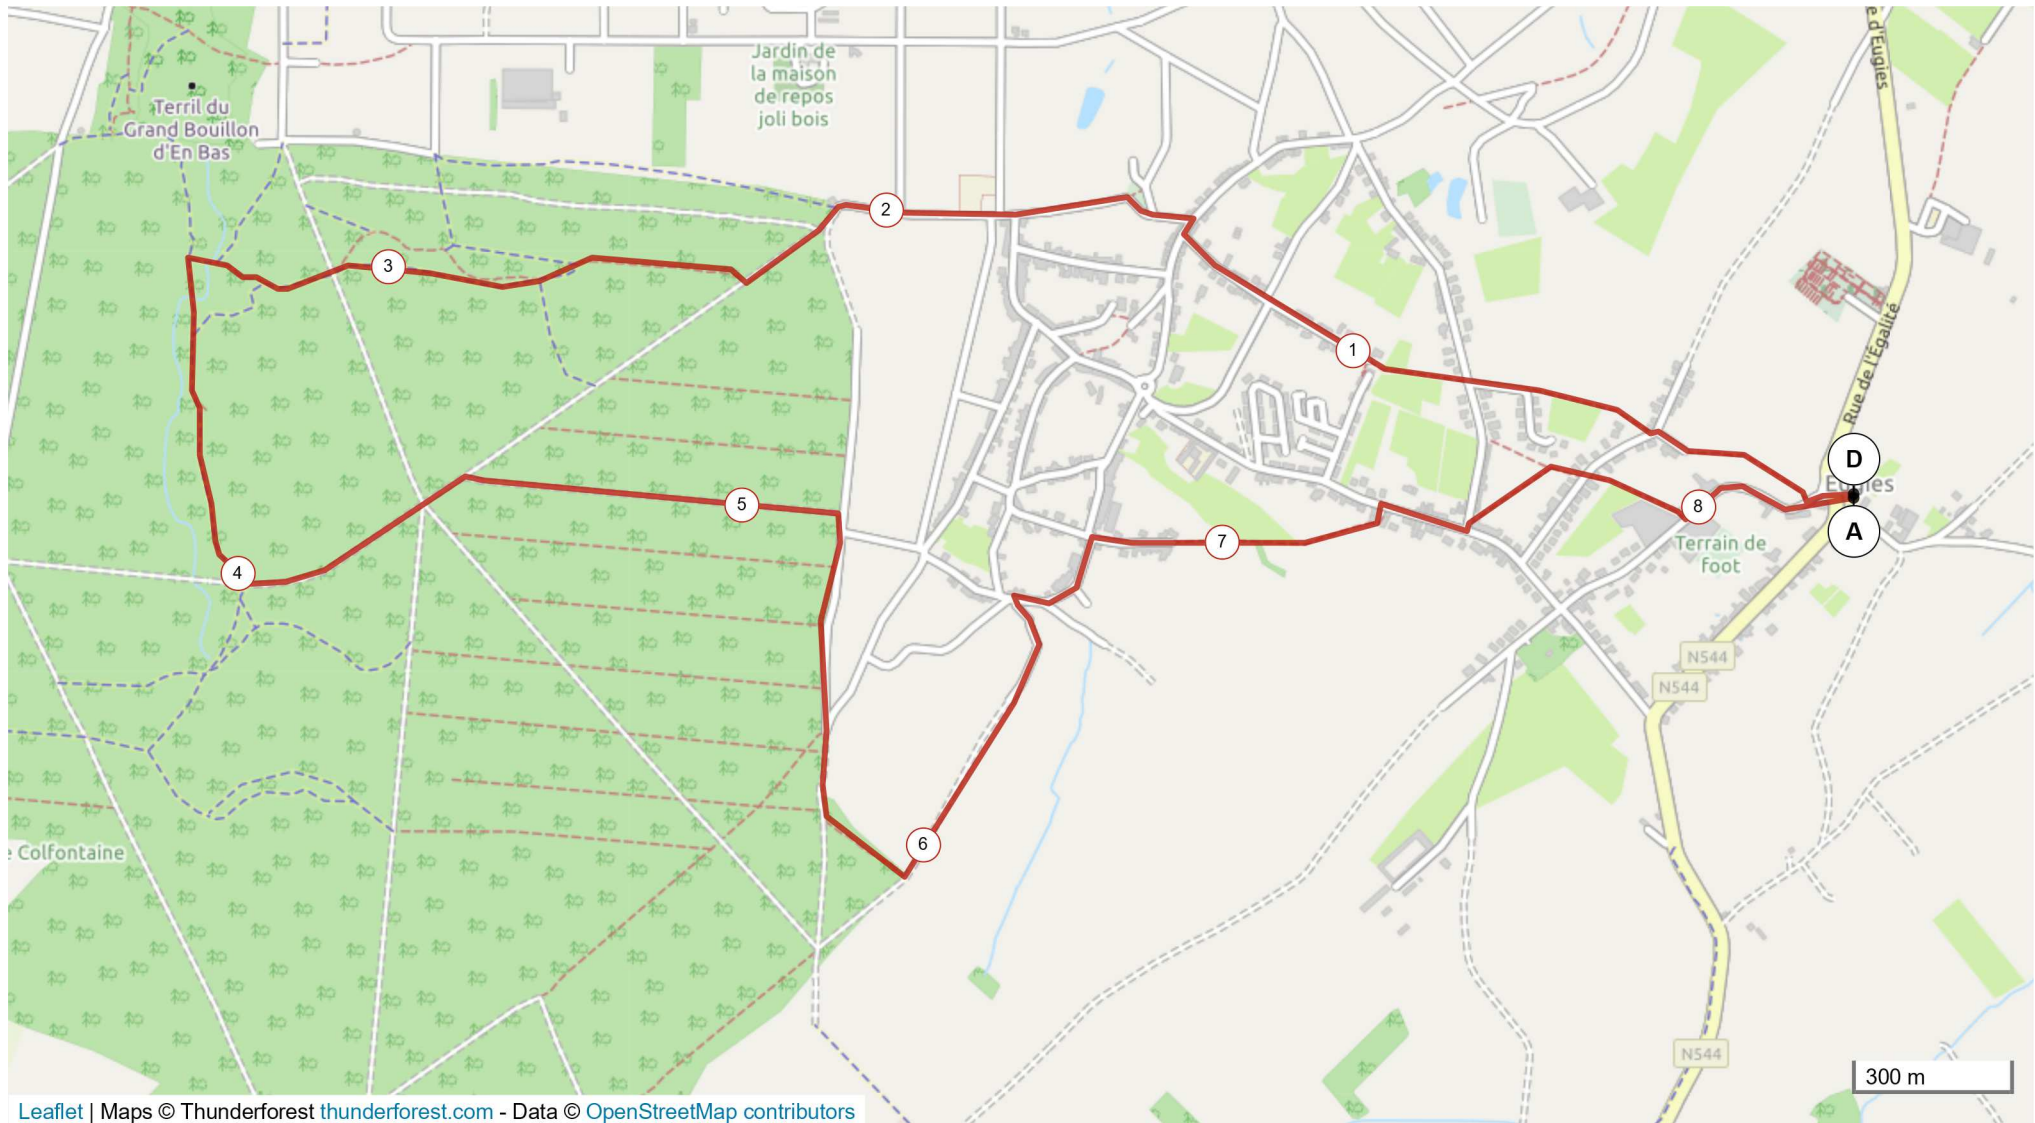 e d'Eugies
Jardin de
la maison
de repos
joli bois
Terril du
Grand Bouillon
d'En Bas
2
3
1
Rue de l'Égalité
D
5
8
A
7
Terrain de
foot
4
N544
N544
6
e Colfontaine
N544
300 m
Leaflet | Maps © Thunderforest thunderforest.com - Data © OpenStreetMap contributors